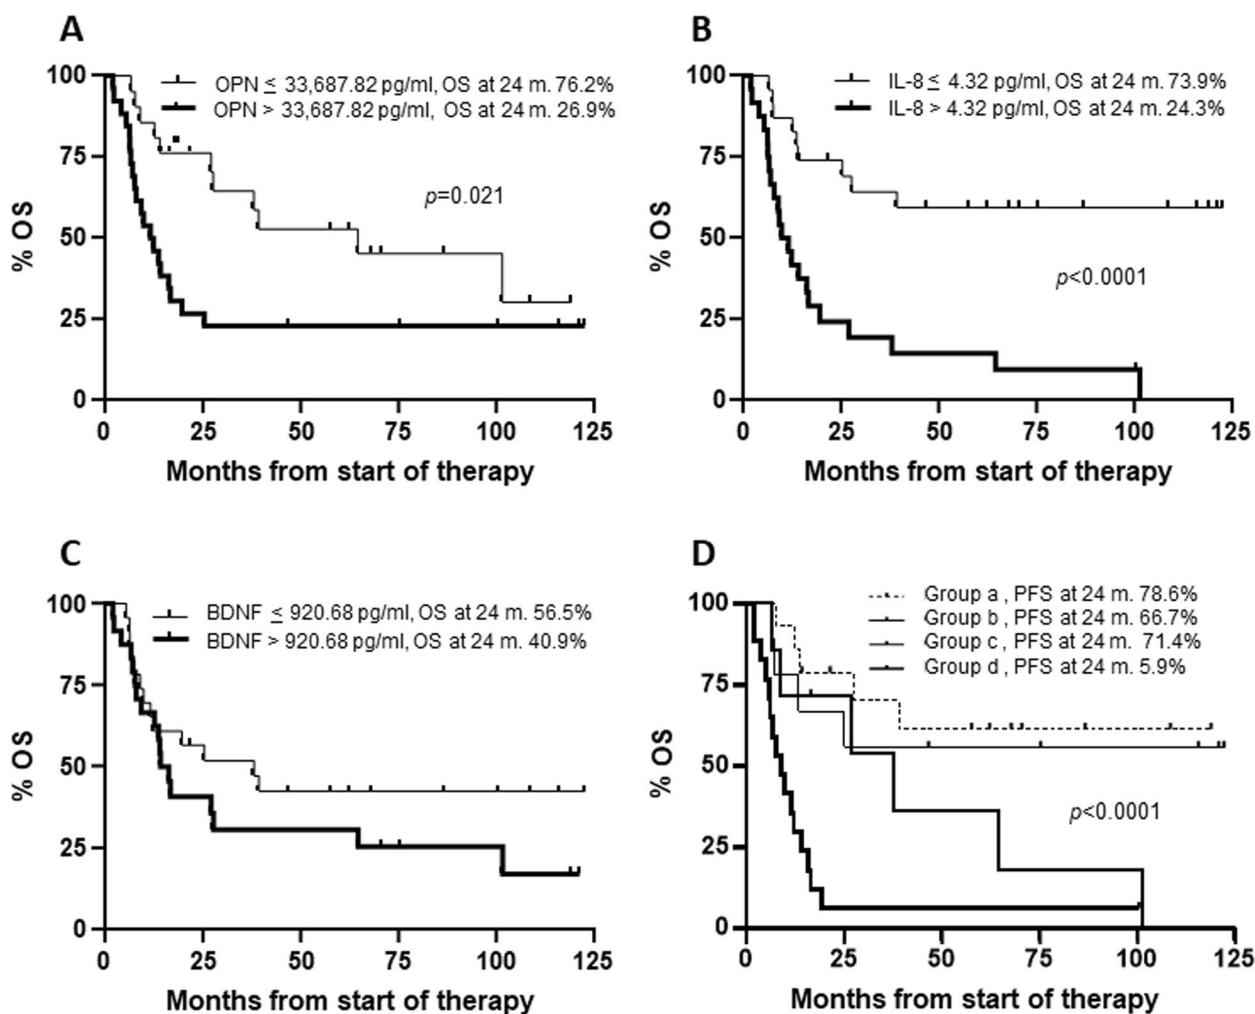 A
OPN ≤ 33,687.82 pg/ml, OS at 24 m. 76.2%
OPN > 33,687.82 pg/ml, OS at 24 m. 26.9%
p=0.021
% OS
100
75
50
25
0
0 25 50 75 100 125
Months from start of therapy
B
IL-8 ≤ 4.32 pg/ml, OS at 24 m. 73.9%
IL-8 > 4.32 pg/ml, OS at 24 m. 24.3%
p<0.0001
% OS
100
75
50
25
0
0 25 50 75 100 125
Months from start of therapy
C
BDNF ≤ 920.68 pg/ml, OS at 24 m. 56.5%
BDNF > 920.68 pg/ml, OS at 24 m. 40.9%
% OS
100
75
50
25
0
0 25 50 75 100 125
Months from start of therapy
D
Group a , PFS at 24 m. 78.6%
Group b , PFS at 24 m. 66.7%
Group c , PFS at 24 m. 71.4%
Group d , PFS at 24 m. 5.9%
p<0.0001
% OS
100
75
50
25
0
0 25 50 75 100 125
Months from start of therapy